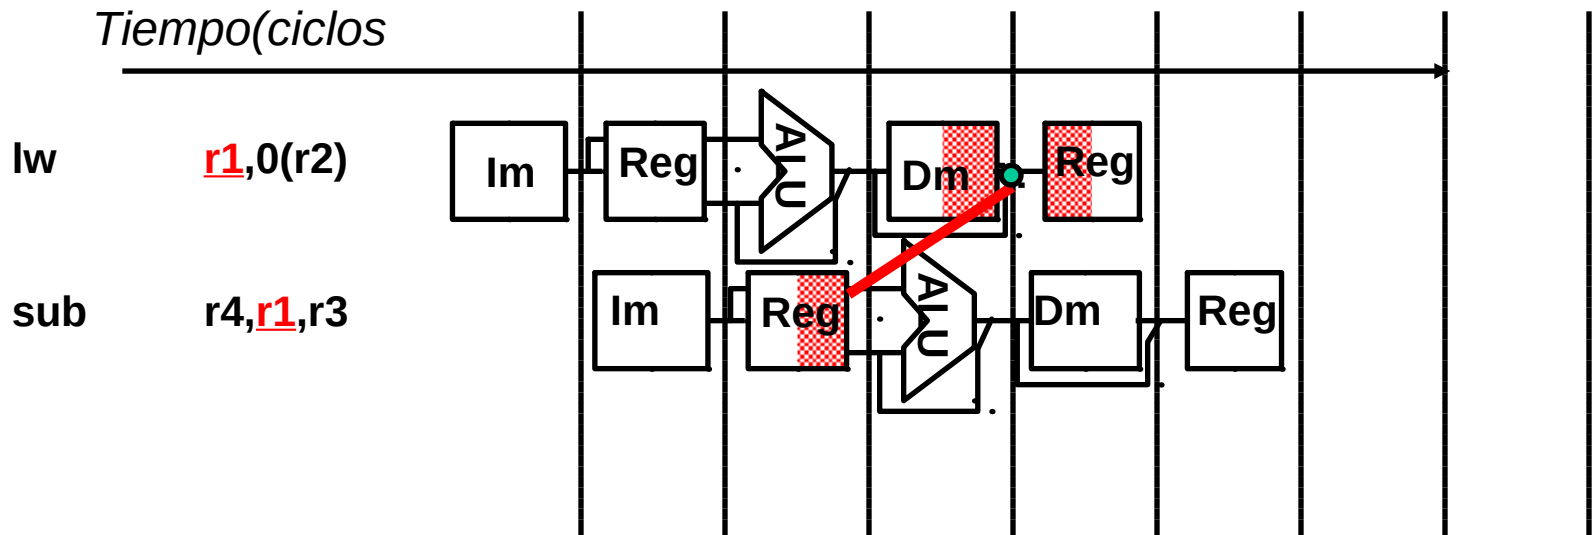 Tiempo(ciclos
lw r1,0(r2) Im Reg ALU Dm Reg
sub r4,r1,r3 Im Reg ALU Dm Reg